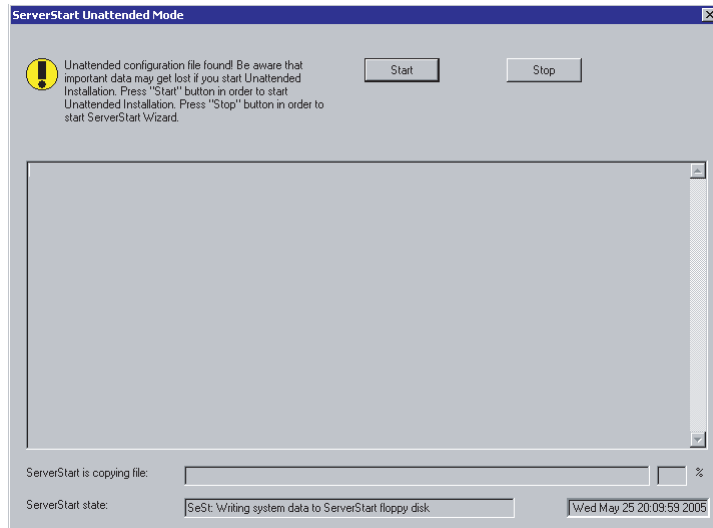 ServerStart Unattended Mode
Unattended configuration file found! Be aware that
important data may get lost if you start Unattended
Installation. Press "Start" button in order to start
Unattended Installation. Press "Stop" button in order to
start ServerStart Wizard.
Start
Stop
ServerStart is copying file:
%
ServerStart state:
SeSt: Writing system data to ServerStart floppy disk
Wed May 25 20:09:59 2005